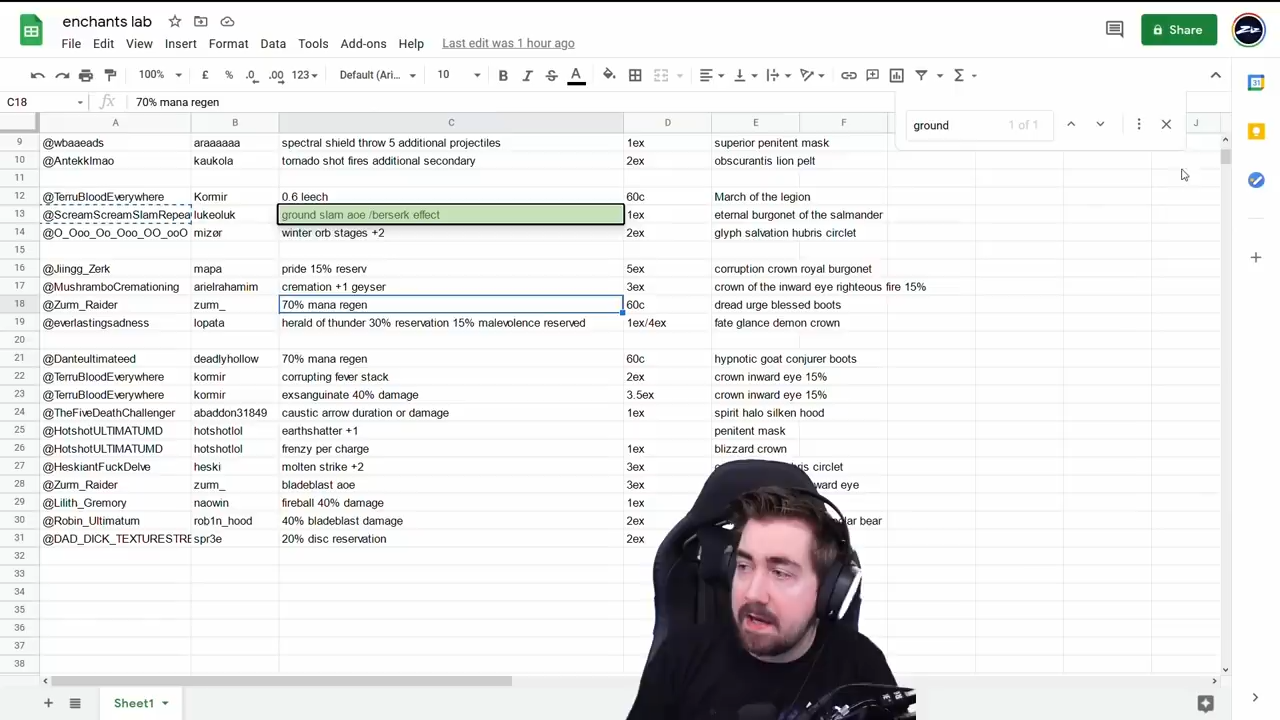 enchants lab
File Edit View Insert Format Data Tools Add-ons Help Last edit was 1 hour ago
Share
100% £ % .0 .00 123 Default (Ari... 10 B I S A
C18 fx 70% mana regen
ground 1 of 1
A B C D E F J
9 @wbaaeads araaaaaa spectral shield throw 5 additional projectiles 1ex superior penitent mask
10 @Antekklmao kaukola tornado shot fires additional secondary 2ex obscurantis lion pelt
11
12 @TerruBloodEverywhere Kormir 0.6 leech 60c March of the legion
13 @ScreamScreamSlamRepea lukeoluk ground slam aoe /berserk effect 1ex eternal burgonet of the salmander
14 @O_Ooo_Oo_Ooo_OO_ooO mizør winter orb stages +2 2ex glyph salvation hubris circlet
15
16 @Jiingg_Zerk mapa pride 15% reserv 5ex corruption crown royal burgonet
17 @MushramboCremationing arielrahamim cremation +1 geyser 3ex crown of the inward eye righteous fire 15%
18 @Zurm_Raider zurm_ 70% mana regen 60c dread urge blessed boots
19 @everlastingsadness lopata herald of thunder 30% reservation 15% malevolence reserved 1ex/4ex fate glance demon crown
20
21 @Danteultimateed deadlyhollow 70% mana regen 60c hypnotic goat conjurer boots
22 @TerruBloodEverywhere kormir corrupting fever stack 2ex crown inward eye 15%
23 @TerruBloodEverywhere kormir exsanguinate 40% damage 3.5ex crown inward eye 15%
24 @TheFiveDeathChallenger abaddon31849 caustic arrow duration or damage 1ex spirit halo silken hood
25 @HotshotULTIMATUMD hotshotlol earthshatter +1 penitent mask
26 @HotshotULTIMATUMD hotshotlol frenzy per charge 1ex blizzard crown
27 @HeskiantFuckDelve heski molten strike +2 3ex circlet
28 @Zurm_Raider zurm_ bladeblast aoe 3ex eye
29 @Lilith_Gremory naowin fireball 40% damage 1ex
30 @Robin_Ultimatum rob1n_hood 40% bladeblast damage 2ex bear
31 @DAD_DICK_TEXTURESTRE spr3e 20% disc reservation 2ex
32
33
34
35
36
37
38
Sheet1